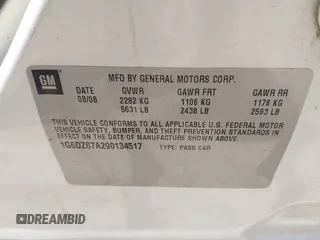 GM
MFD BY GENERAL MOTORS CORP.
DATE GVWR GAWR FRT GAWR RR
08/08 2282 KG 1106 KG 1176 KG
5031 LB 2438 LB 2593 LB
THIS VEHICLE CONFORMS TO ALL APPLICABLE U.S. FEDERAL MOTOR
VEHICLE SAFETY, BUMPER, AND THEFT PREVENTION STANDARDS
IN EFFECT ON THE DATE OF MANUFACTURE SHOWN ABOVE.
1G6DZ67A290134517 TYPE: PASS CAR
DREAMBID